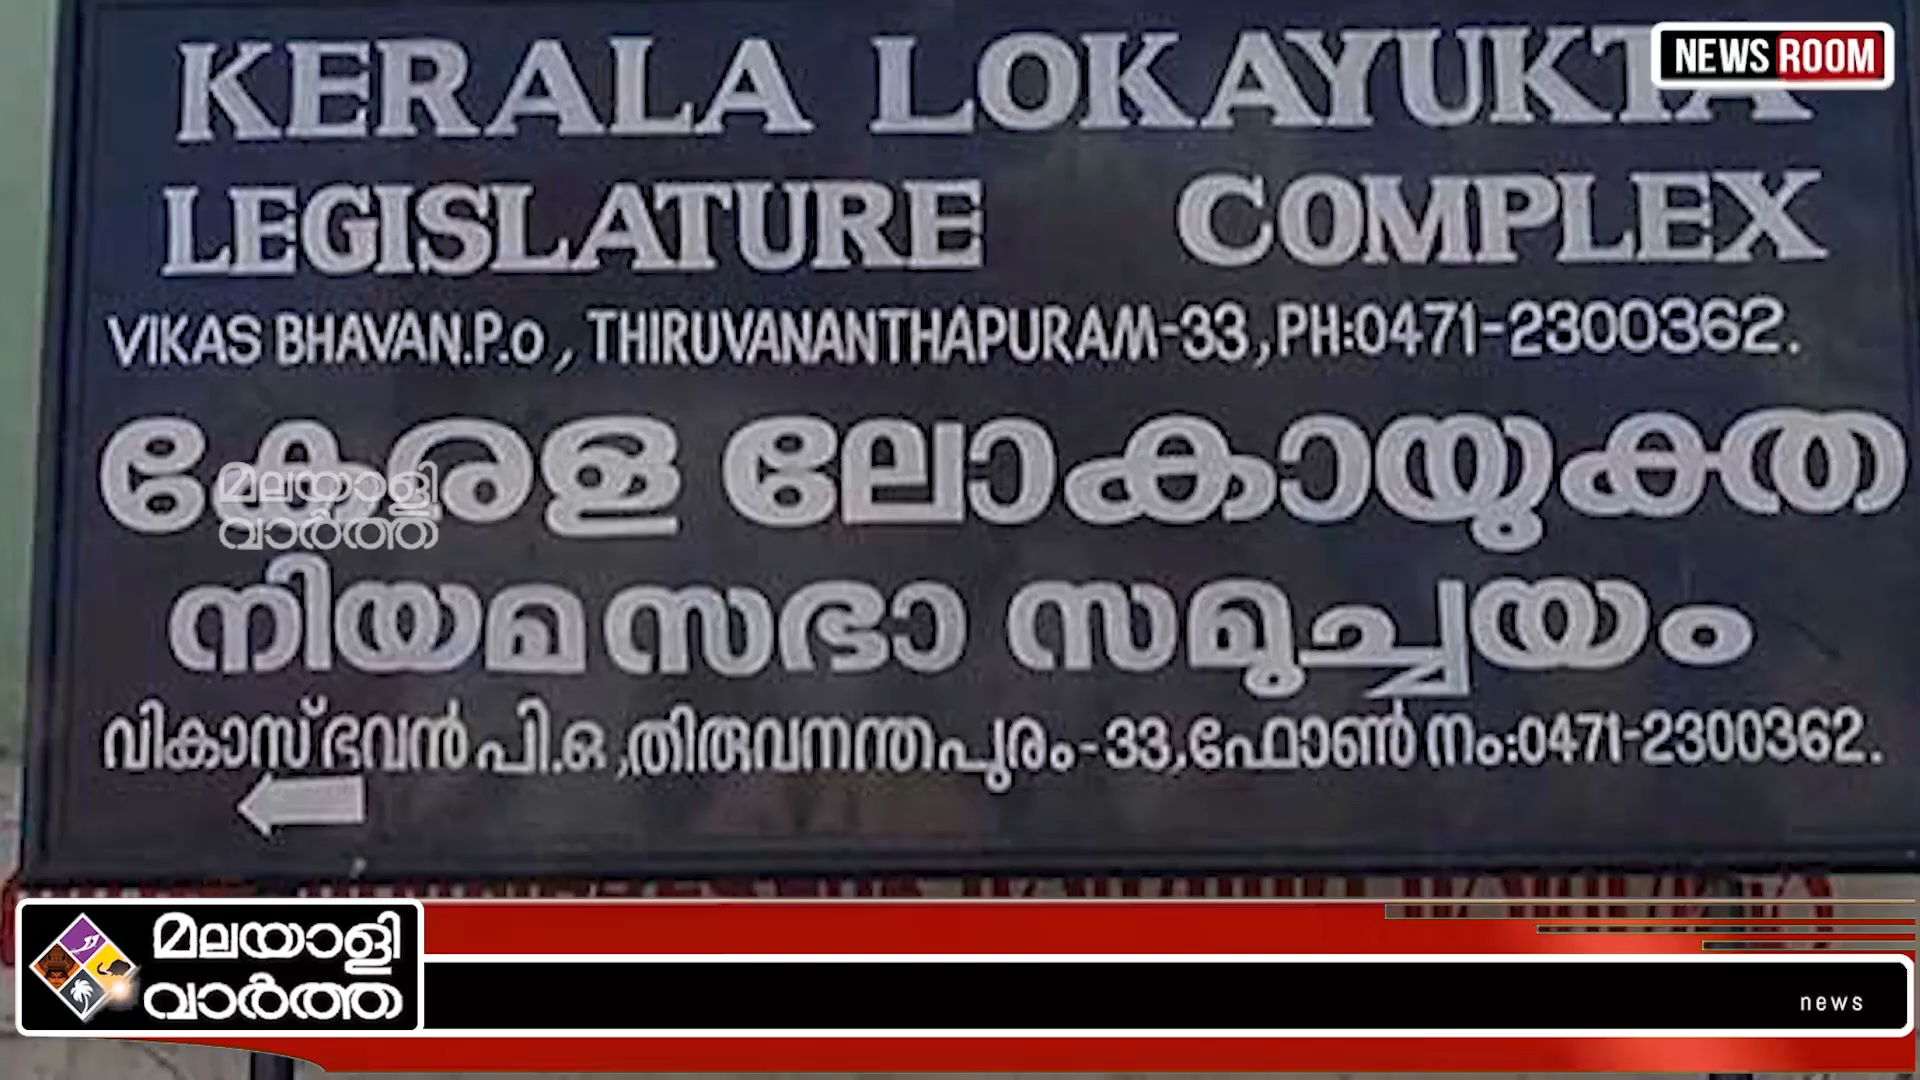 KERALA LOKAYUKTA
NEWS ROOM
LEGISLATURE COMPLEX
VIKAS BHAVAN.P.O, THIRUVANANTHAPURAM-33, PH:0471-2300362.
കേരള ലോകായുക്ത
മലയാളി
വാർത്ത
നിയമസഭാ സമുച്ചയം
വികാസ് ഭവൻ പി.ഒ, തിരുവനന്തപുരം-33, ഫോൺ നം:0471-2300362.
മലയാളി
വാർത്ത
news